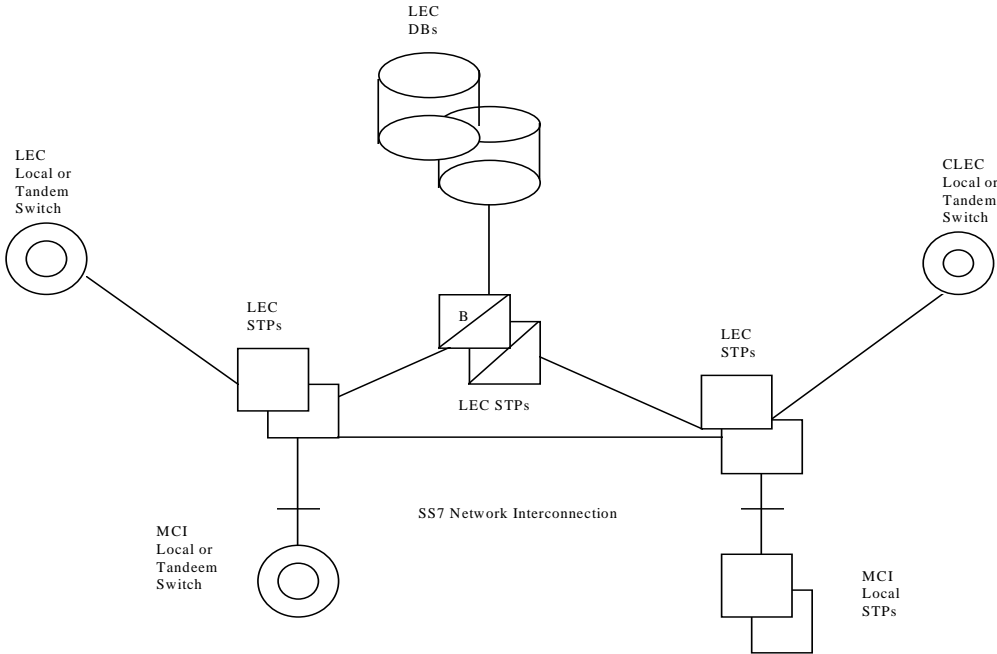 LEC
DBs
LEC
Local or
Tandem
Switch
CLEC
Local or
Tandem
Switch
LEC
STPs
B
LEC
STPs
LEC STPs
SS7 Network Interconnection
MCI
Local or
Tandeem
Switch
MCI
Local
STPs